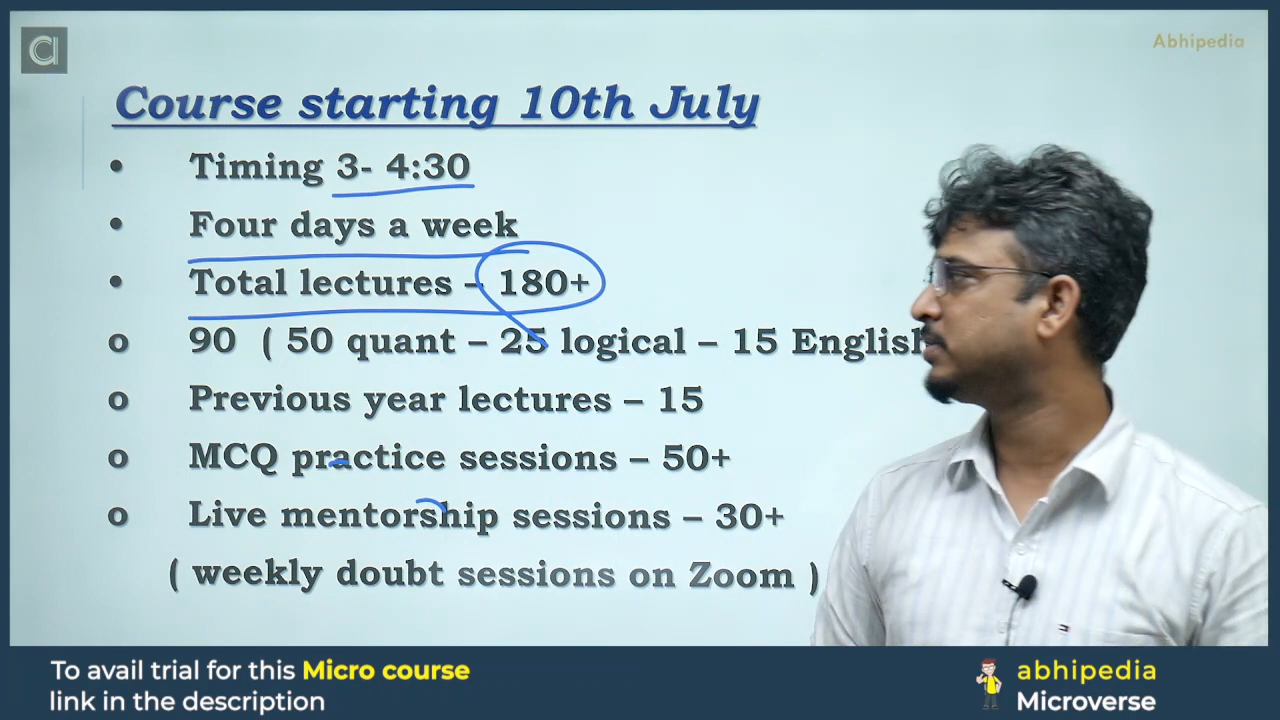 Abhipedia
Course starting 10th July
• Timing 3- 4:30
• Four days a week
• Total lectures – 180+
o 90 ( 50 quant – 25 logical – 15 English
o Previous year lectures – 15
o MCQ practice sessions – 50+
o Live mentorship sessions – 30+
( weekly doubt sessions on Zoom )
To avail trial for this Micro course
link in the description
abhipedia
Microverse